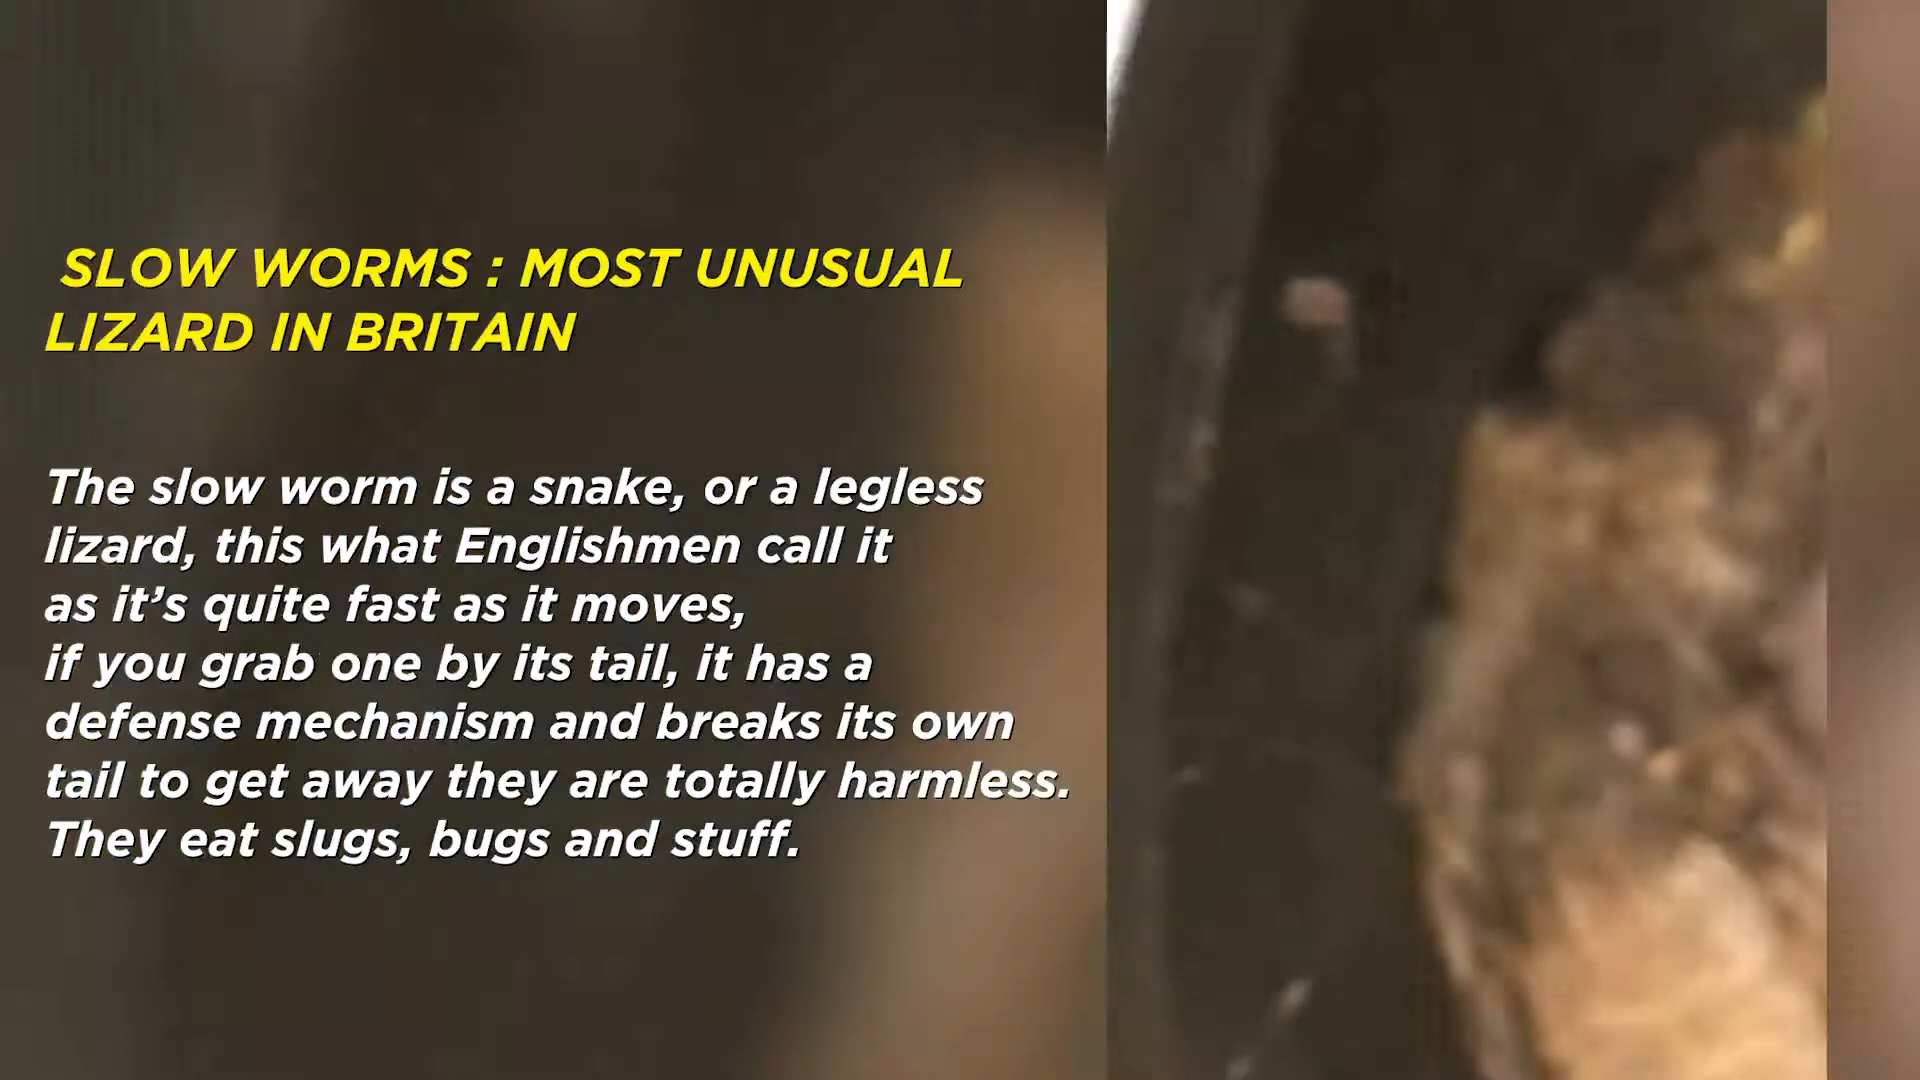 SLOW WORMS : MOST UNUSUAL
LIZARD IN BRITAIN
The slow worm is a snake, or a legless
lizard, this what Englishmen call it
as it’s quite fast as it moves,
if you grab one by its tail, it has a
defense mechanism and breaks its own
tail to get away they are totally harmless.
They eat slugs, bugs and stuff.